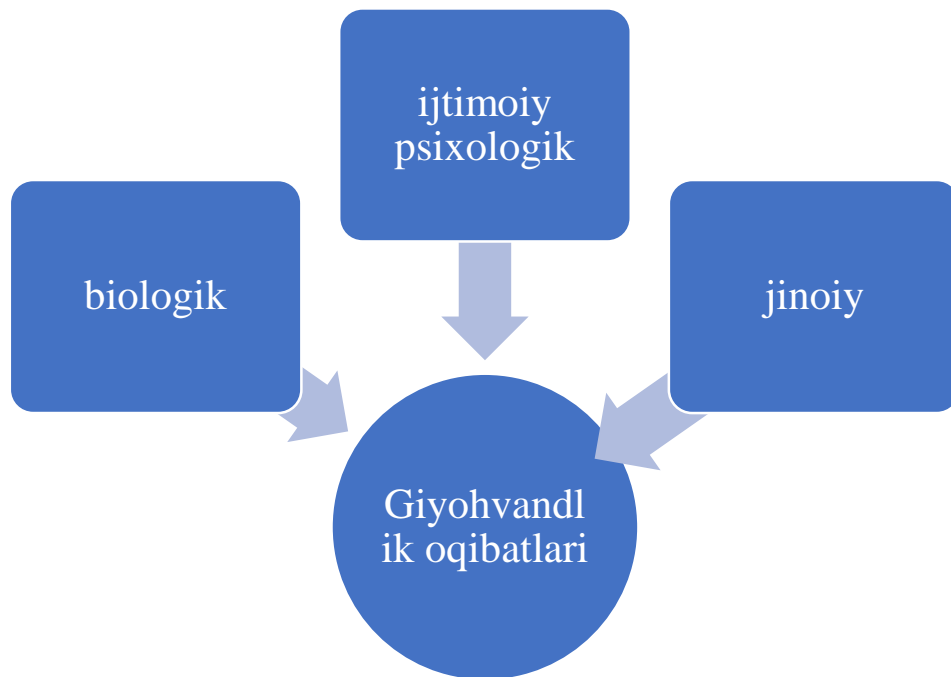 ijtimoiy
psixologik
biologik
jinoiy
Giyohvandl
ik oqibatlari